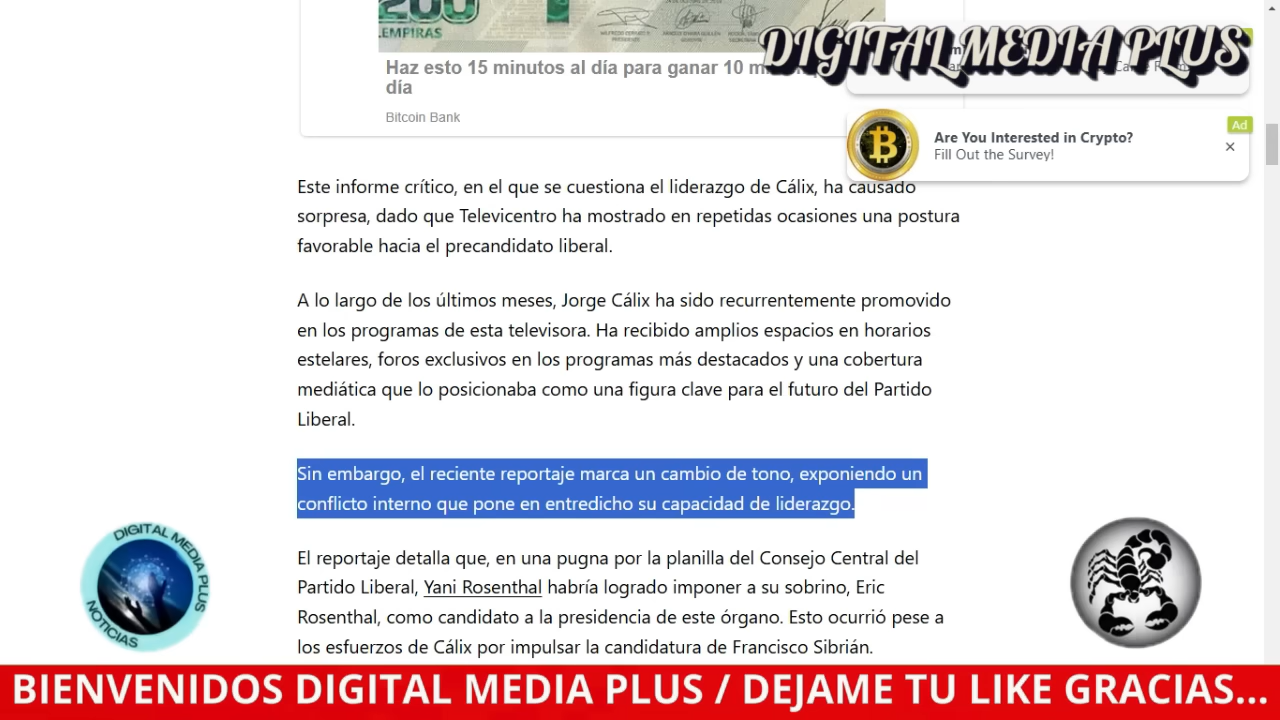 200
LEMPIRAS
DIGITAL MEDIA PLUS
Haz esto 15 minutos al día para ganar 10 m
día
Bitcoin Bank
Ad
Are You Interested in Crypto?
Fill Out the Survey!
Este informe crítico, en el que se cuestiona el liderazgo de Cálix, ha causado
sorpresa, dado que Televicentro ha mostrado en repetidas ocasiones una postura
favorable hacia el precandidato liberal.
A lo largo de los últimos meses, Jorge Cálix ha sido recurrentemente promovido
en los programas de esta televisora. Ha recibido amplios espacios en horarios
estelares, foros exclusivos en los programas más destacados y una cobertura
mediática que lo posicionaba como una figura clave para el futuro del Partido
Liberal.
Sin embargo, el reciente reportaje marca un cambio de tono, exponiendo un
conflicto interno que pone en entredicho su capacidad de liderazgo.
El reportaje detalla que, en una pugna por la planilla del Consejo Central del
Partido Liberal, Yani Rosenthal habría logrado imponer a su sobrino, Eric
Rosenthal, como candidato a la presidencia de este órgano. Esto ocurrió pese a
los esfuerzos de Cálix por impulsar la candidatura de Francisco Sibrián.
DIGITAL MEDIA PLUS
NOTICIAS
BIENVENIDOS DIGITAL MEDIA PLUS / DEJAME TU LIKE GRACIAS...